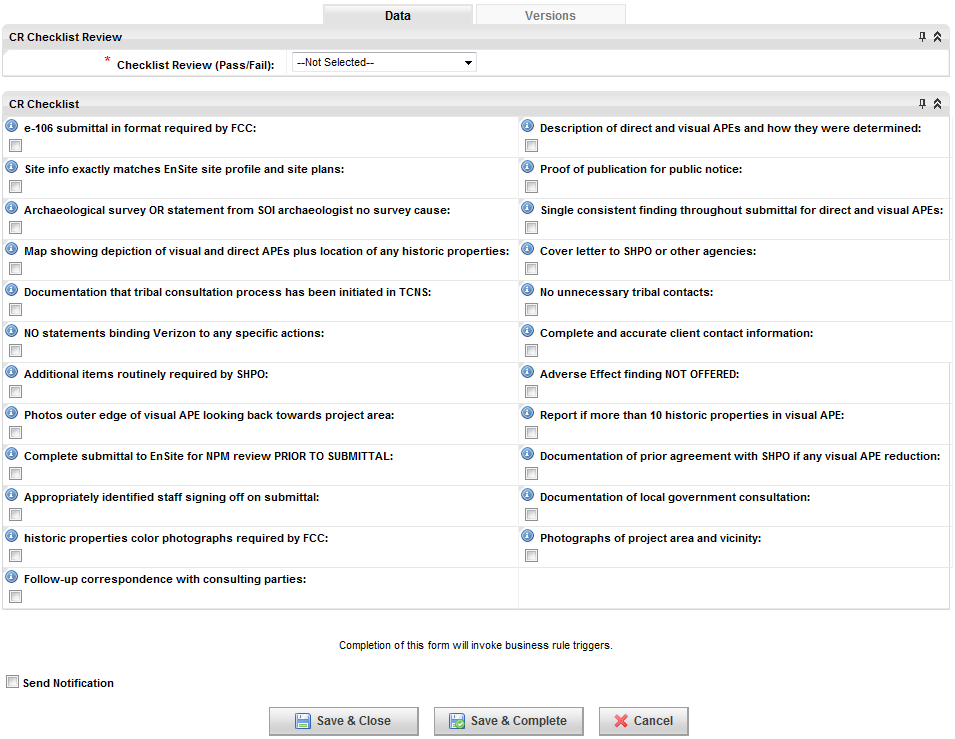 Data Versions
CR Checklist Review
* Checklist Review (Pass/Fail): --Not Selected--
CR Checklist
e-106 submittal in format required by FCC: Description of direct and visual APEs and how they were determined:
Site info exactly matches EnSite site profile and site plans: Proof of publication for public notice:
Archaeological survey OR statement from SOI archaeologist no survey cause: Single consistent finding throughout submittal for direct and visual APEs:
Map showing depiction of visual and direct APEs plus location of any historic properties: Cover letter to SHPO or other agencies:
Documentation that tribal consultation process has been initiated in TCNS: No unnecessary tribal contacts:
NO statements binding Verizon to any specific actions: Complete and accurate client contact information:
Additional items routinely required by SHPO: Adverse Effect finding NOT OFFERED:
Photos outer edge of visual APE looking back towards project area: Report if more than 10 historic properties in visual APE:
Complete submittal to EnSite for NPM review PRIOR TO SUBMITTAL: Documentation of prior agreement with SHPO if any visual APE reduction:
Appropriately identified staff signing off on submittal: Documentation of local government consultation:
historic properties color photographs required by FCC: Photographs of project area and vicinity:
Follow-up correspondence with consulting parties:
Completion of this form will invoke business rule triggers.
Send Notification
Save & Close Save & Complete Cancel